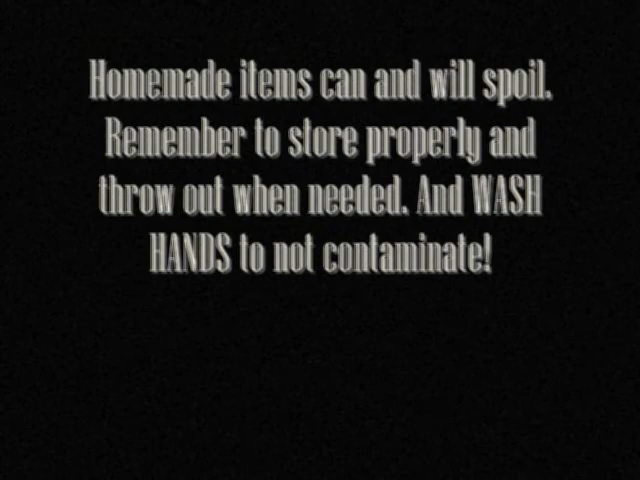 Homemade items can and will spoil.
Remember to store properly and
throw out when needed. And WASH
HANDS to not contaminate!